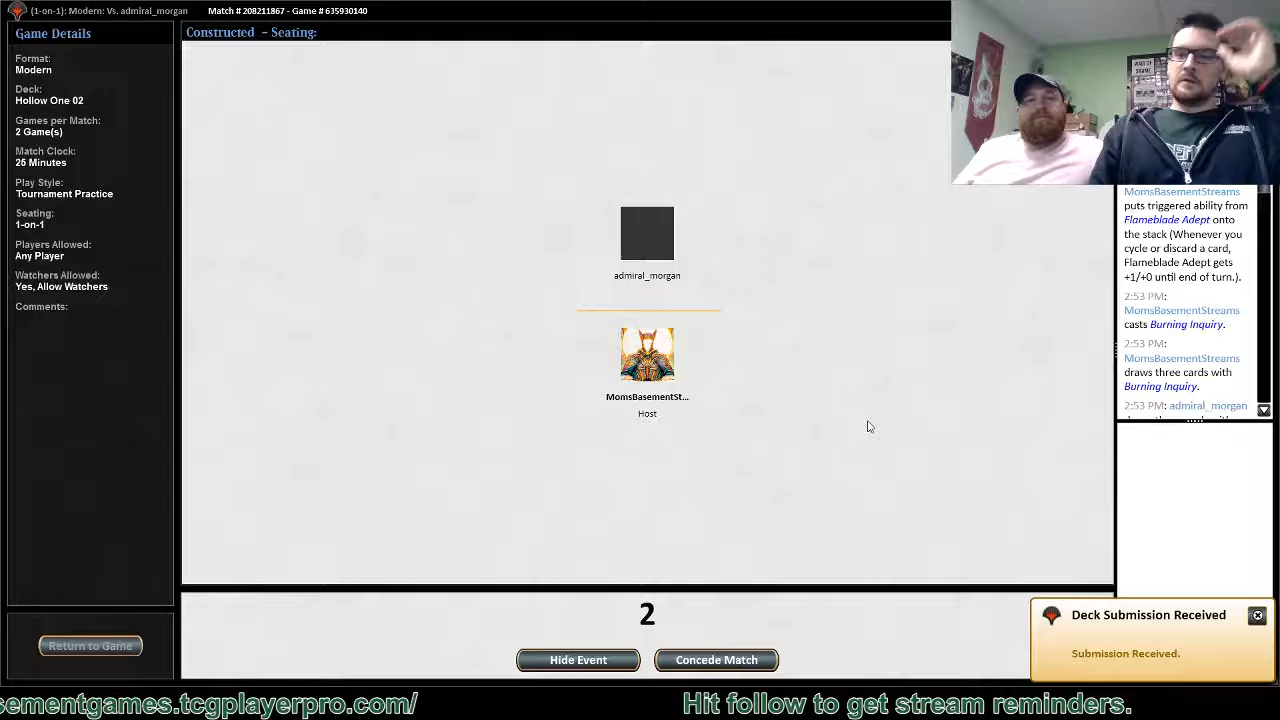 (1-on-1): Modern: Vs. admiral_morgan
Match # 208211867 - Game # 635930140
Game Details
Format:
Modern
Deck:
Hollow One 02
Games per Match:
2 Game(s)
Match Clock:
25 Minutes
Play Style:
Tournament Practice
Seating:
1-on-1
Players Allowed:
Any Player
Watchers Allowed:
Yes, Allow Watchers
Comments:
Return to Game
Constructed - Seating:
admiral_morgan
MomsBasementSt...
Host
2
Hide Event
Concede Match
MomsBasementStreams
puts triggered ability from
Flameblade Adept onto
the stack (Whenever you
cycle or discard a card,
Flameblade Adept gets
+1/+0 until end of turn.).
2:53 PM:
MomsBasementStreams
casts Burning Inquiry.
2:53 PM:
MomsBasementStreams
draws three cards with
Burning Inquiry.
2:53 PM: admiral_morgan
Deck Submission Received
Submission Received.
sementgames.tcgplayerpro.com/
Hit follow to get stream reminders.